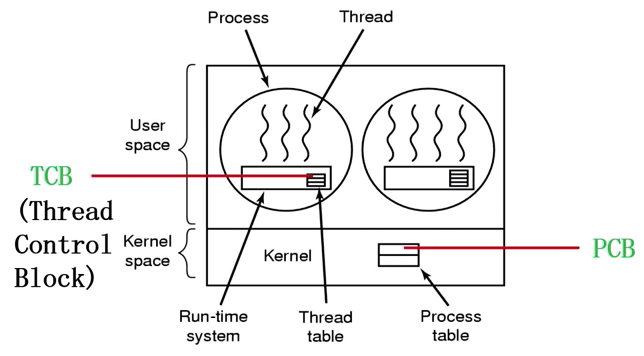 Process
Thread
User
space
TCB
(Thread
Control
Block)
Kernel
space
Kernel
PCB
Run-time
system
Thread
table
Process
table